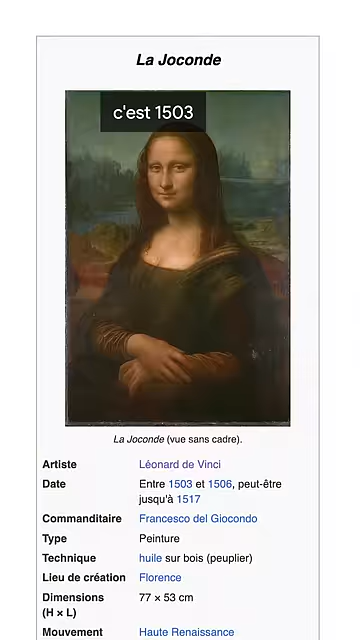 La Joconde
c'est 1503
La Joconde (vue sans cadre).
Artiste Léonard de Vinci
Date Entre 1503 et 1506, peut-être
jusqu'à 1517
Commanditaire Francesco del Giocondo
Type Peinture
Technique huile sur bois (peuplier)
Lieu de création Florence
Dimensions 77 × 53 cm
(H × L)
Mouvement Haute Renaissance